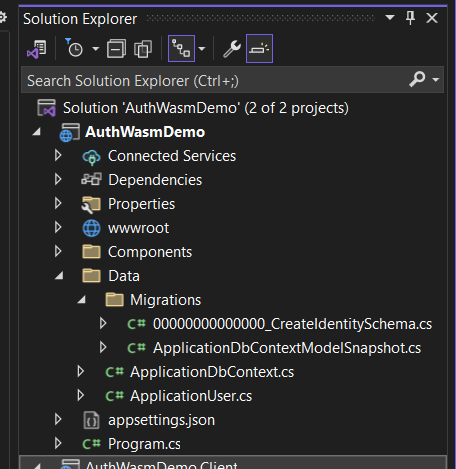 Solution Explorer
Search Solution Explorer (Ctrl+;)
Solution 'AuthWasmDemo' (2 of 2 projects)
AuthWasmDemo
Connected Services
Dependencies
Properties
wwwroot
Components
Data
Migrations
C# 00000000000000_CreateIdentitySchema.cs
C# ApplicationDbContextModelSnapshot.cs
C# ApplicationDbContext.cs
C# ApplicationUser.cs
appsettings.json
C# Program.cs
AuthWasmDemo.Client